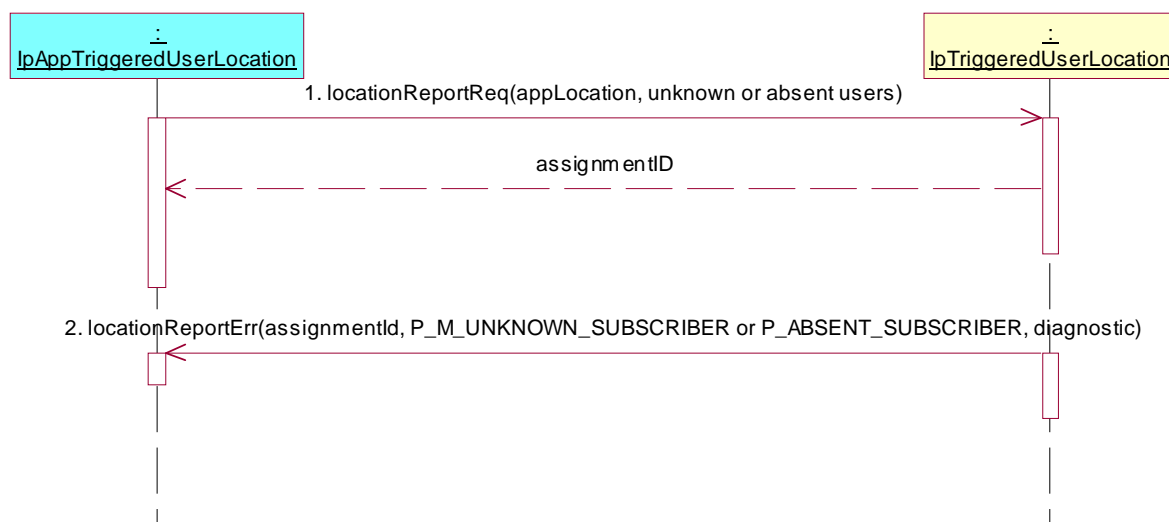 :
IpAppTriggeredUserLocation
:
IpTriggeredUserLocation
1. locationReportReq(appLocation, unknown or absent users)
assignmentID
2. locationReportErr(assignmentId, P_M_UNKNOWN_SUBSCRIBER or P_ABSENT_SUBSCRIBER, diagnostic)